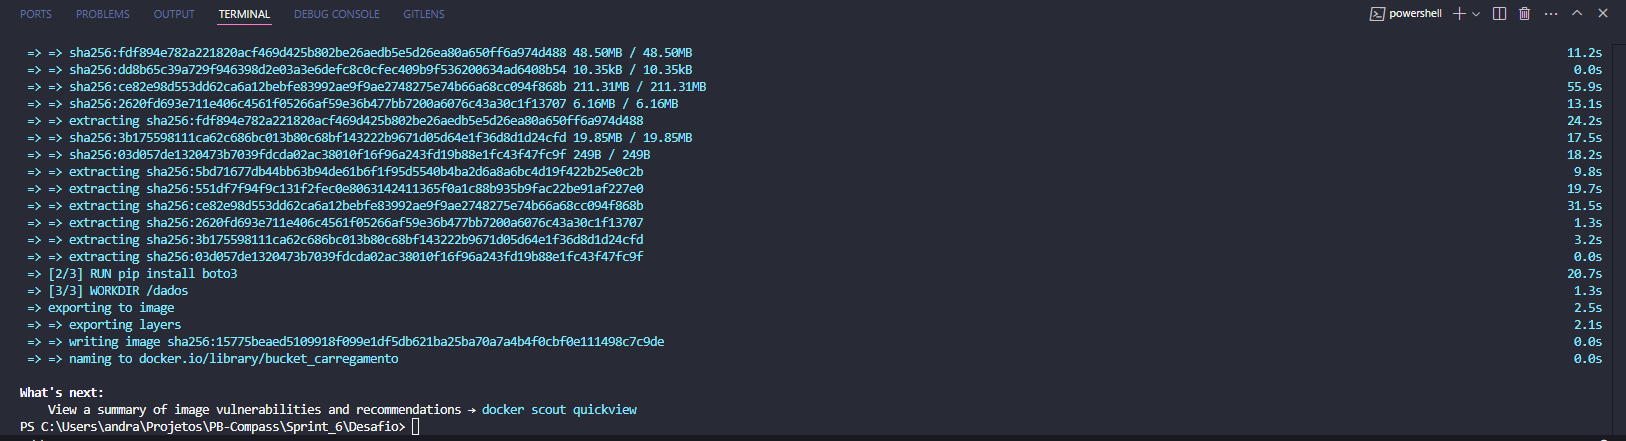 PORTS PROBLEMS OUTPUT TERMINAL DEBUG CONSOLE GITLENS powershell
=> => sha256:fdf894e782a221820acf469d425b802be26aedb5e5d26ea80a650ff6a974d488 48.50MB / 48.50MB 11.2s
=> => sha256:dd8b65c39a729f946398d2e03a3e6defc8c0cfec409b9f536200634ad6408b54 10.35kB / 10.35kB 0.0s
=> => sha256:ce82e98d553dd62ca6a12bebfe83992ae9f9ae2748275e74b66a68cc094f868b 211.31MB / 211.31MB 55.9s
=> => sha256:2620fd693e711e406c4561f05266af59e36b477bb7200a6076c43a30c1f13707 6.16MB / 6.16MB 13.1s
=> => extracting sha256:fdf894e782a221820acf469d425b802be26aedb5e5d26ea80a650ff6a974d488 24.2s
=> => sha256:3b175598111ca62c686bc013b80c68bf143222b9671d05d64e1f36d8d1d24cfd 19.85MB / 19.85MB 17.5s
=> => sha256:03d057de1320473b7039fdcda02ac38010f16f96a243fd19b88e1fc43f47fc9f 249B / 249B 18.2s
=> => extracting sha256:5bd71677db44bb63b94de61b6f1f95d5540b4ba2d6a8a6bc4d19f422b25e0c2b 9.8s
=> => extracting sha256:551df7f94f9c131f2fec0e8063142411365f0a1c88b935b9fac22be91af227e0 19.7s
=> => extracting sha256:ce82e98d553dd62ca6a12bebfe83992ae9f9ae2748275e74b66a68cc094f868b 31.5s
=> => extracting sha256:2620fd693e711e406c4561f05266af59e36b477bb7200a6076c43a30c1f13707 1.3s
=> => extracting sha256:3b175598111ca62c686bc013b80c68bf143222b9671d05d64e1f36d8d1d24cfd 3.2s
=> => extracting sha256:03d057de1320473b7039fdcda02ac38010f16f96a243fd19b88e1fc43f47fc9f 0.0s
=> [2/3] RUN pip install boto3 20.7s
=> [3/3] WORKDIR /dados 1.3s
=> exporting to image 2.5s
=> => exporting layers 2.1s
=> => writing image sha256:15775beaed5109918f099e1df5db621ba25ba70a7a4b4f0cbf0e111498c7c9de 0.0s
=> => naming to docker.io/library/bucket_carregamento 0.0s
What's next:
View a summary of image vulnerabilities and recommendations → docker scout quickview
PS C:\Users\andra\Projetos\PB-Compass\Sprint_6\Desafio>